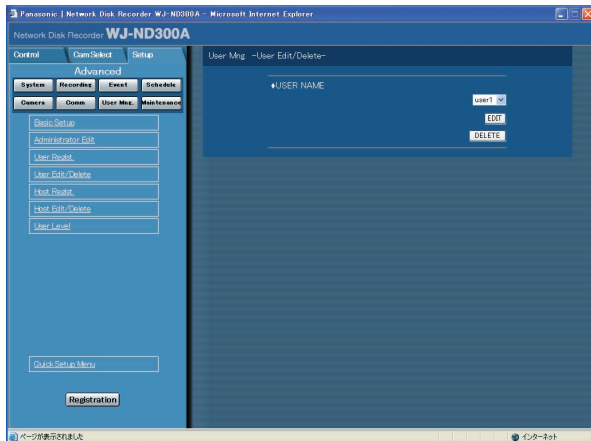 Panasonic | Network Disk Recorder WJ-ND300A - Microsoft Internet Explorer
Network Disk Recorder WJ-ND300A
Control Cam Select Setup
Advanced
System Recording Event Schedule
Camera Comm User Mng. Maintenance
Basic Setup
Administrator Edit
User Regist.
User Edit/Delete
Host Regist.
Host Edit/Delete
User Level
Quick Setup Menu
Registration
User Mng. -User Edit/Delete-
♦USER NAME
user1
EDIT
DELETE
ページが表示されました
インターネット